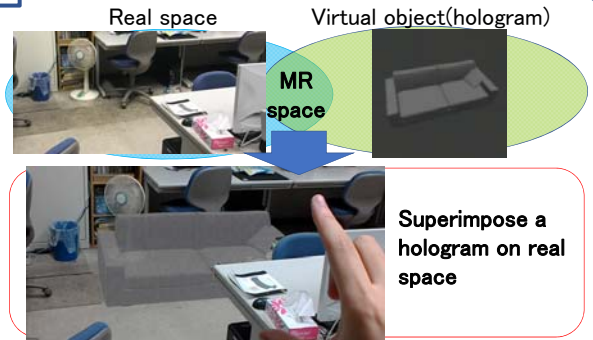 Real space
Virtual object(hologram)
MR
space
Superimpose a
hologram on real
space